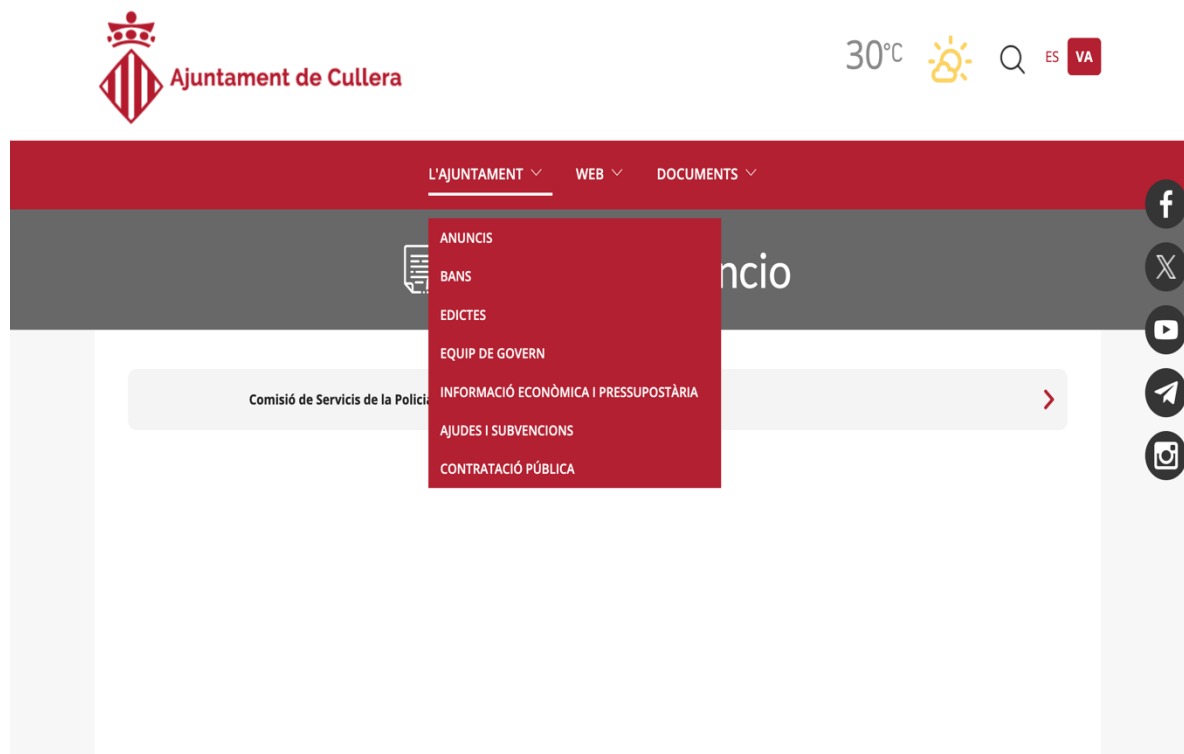 Ajuntament de Cullera
30°C
ES VA
L'AJUNTAMENT WEB DOCUMENTS
ANUNCIS
BANS
EDICTES
EQUIP DE GOVERN
INFORMACIÓ ECONÒMICA I PRESSUPOSTÀRIA
AJUDES I SUBVENCIONS
CONTRATACIÓ PÚBLICA
ncio
Comisió de Servicis de la Policia